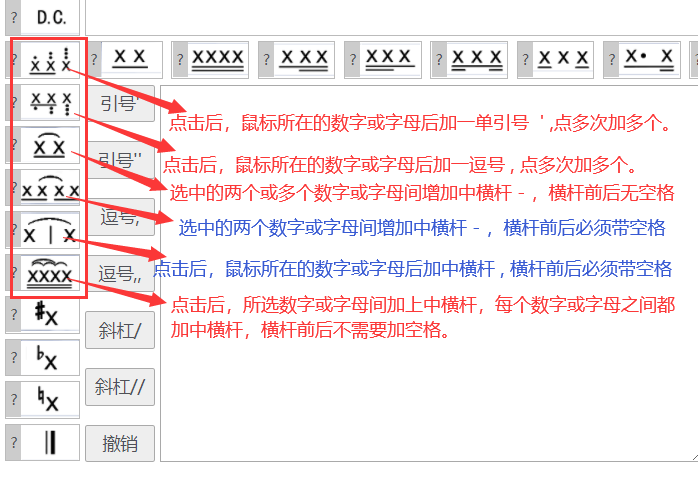 ? D.C.
? x x x ? x x ? xxxx ? x xx ? xxx ? x x x ? x x x ? x· x ?
? x x x 引号'
点击后，鼠标所在的数字或字母后加一单引号 ' ,点多次加多个。
? x x 引号''
点击后，鼠标所在的数字或字母后加一逗号 , 点多次加多个。
? x x x x
选中的两个或多个数字或字母间增加中横杆 - ，横杆前后无空格
? x | x 逗号,
选中的两个数字或字母间增加中横杆 - ，横杆前后必须带空格
? xxxx 逗号,,
点击后，鼠标所在的数字或字母后加中横杆 , 横杆前后必须带空格
点击后，所选数字或字母间加上中横杆，每个数字或字母之间都
加中横杆，横杆前后不需要加空格。
? #x 斜杠/
? ♭x
? ♮x 斜杠//
? 撤销